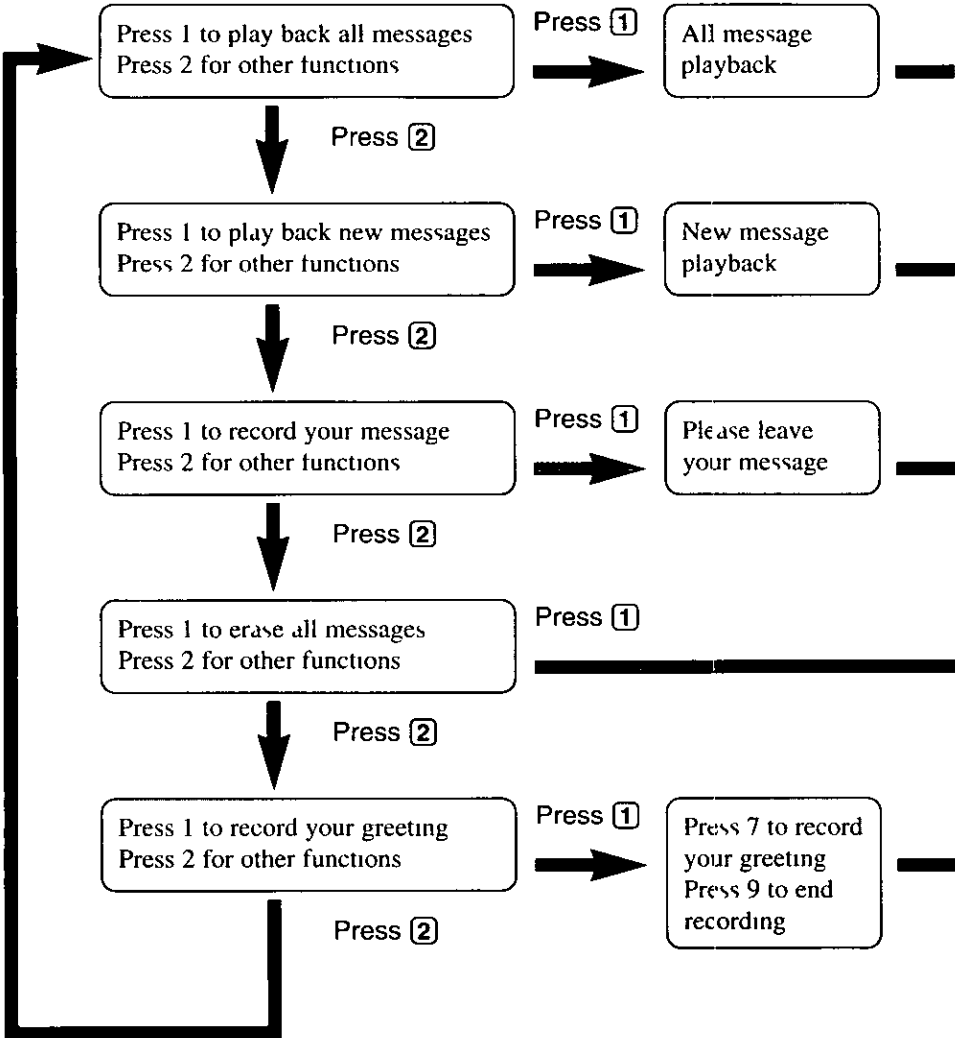 Press 1 to play back all messages
Press 2 for other functions
Press 1
All message
playback
Press 2
Press 1 to play back new messages
Press 2 for other functions
Press 1
New message
playback
Press 2
Press 1 to record your message
Press 2 for other functions
Press 1
Please leave
your message
Press 2
Press 1 to erase all messages
Press 2 for other functions
Press 1
Press 2
Press 1 to record your greeting
Press 2 for other functions
Press 1
Press 7 to record
your greeting
Press 9 to end
recording
Press 2